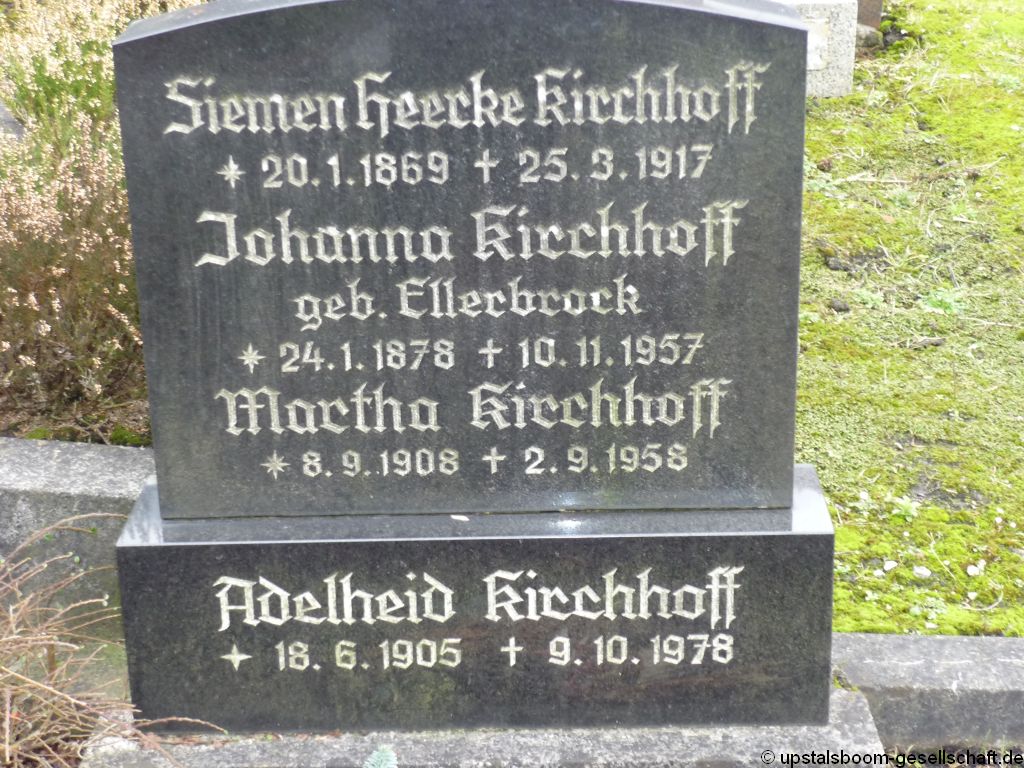 Siemen Heerke Kirchhoff
* 20.1.1869 † 25.3.1917
Johanna Kirchhoff
geb. Ellerbrock
* 24.1.1878 † 10.11.1957
Martha Kirchhoff
* 8.9.1908 † 2.9.1958
Adelheid Kirchhoff
* 18.6.1905 † 9.10.1978
© upstalsboom-gesellschaft.de